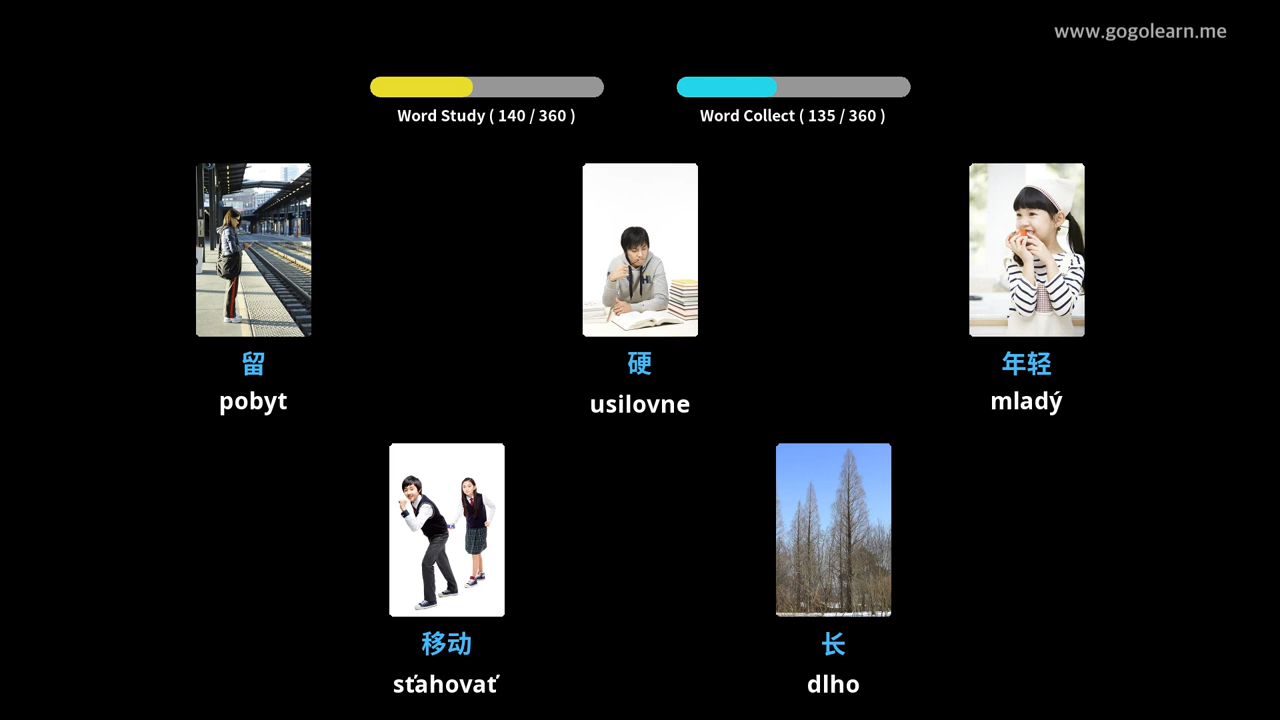 www.gogolearn.me
Word Study ( 140 / 360 )
Word Collect ( 135 / 360 )
留
pobyt
硬
usilovne
年轻
mladý
移动
sťahovať
长
dlho